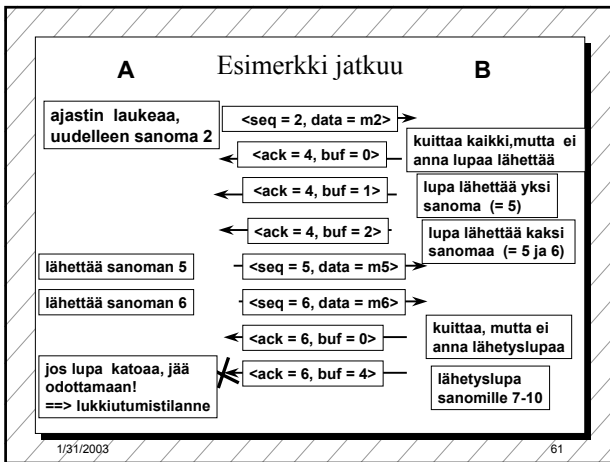 A
Esimerkki jatkuu
B
ajastin laukeaa,
uudelleen sanoma 2
<seq = 2, data = m2>
kuittaa kaikki,mutta ei
anna lupaa lähettää
<ack = 4, buf = 0>
<ack = 4, buf = 1>
lupa lähettää yksi
sanoma (= 5)
<ack = 4, buf = 2>
lupa lähettää kaksi
sanomaa (= 5 ja 6)
lähettää sanoman 5
<seq = 5, data = m5>
lähettää sanoman 6
<seq = 6, data = m6>
<ack = 6, buf = 0>
kuittaa, mutta ei
anna lähetyslupaa
jos lupa katoaa, jää
odottamaan!
==> lukkiutumistilanne
<ack = 6, buf = 4>
lähetyslupa
sanomille 7-10
1/31/2003
61